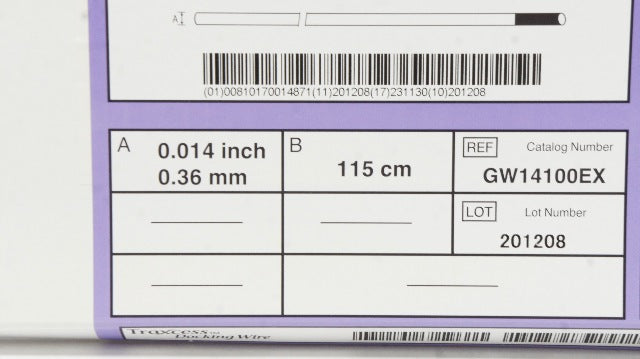 A
(01)00810170014871(11)201208(17)231130(10)201208
A 0.014 inch
0.36 mm
B 115 cm
REF Catalog Number
GW14100EX
LOT Lot Number
201208
Traxcess™
Docking Wire